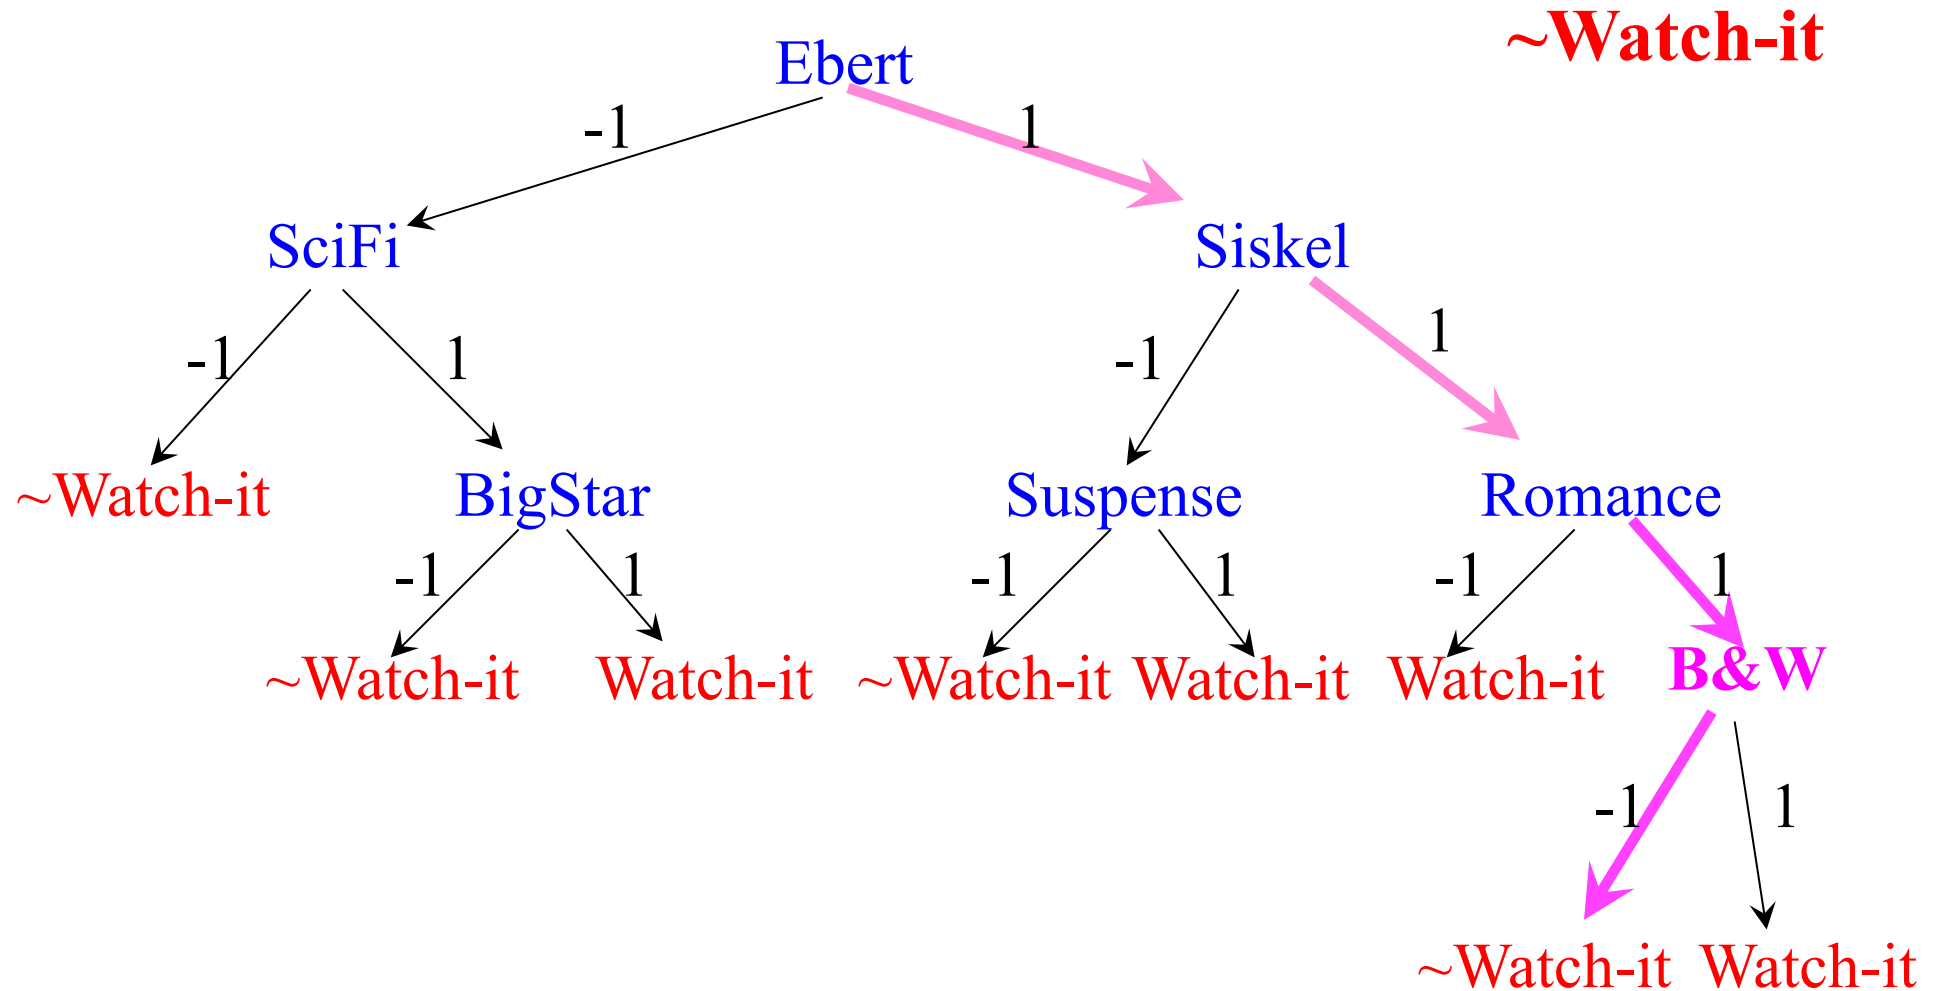 ~Watch-it
Ebert
-1 1
SciFi Siskel
-1 1 -1 1
~Watch-it BigStar Suspense Romance
-1 1 -1 1 -1 1
~Watch-it Watch-it ~Watch-it Watch-it Watch-it B&W
-1 1
~Watch-it Watch-it